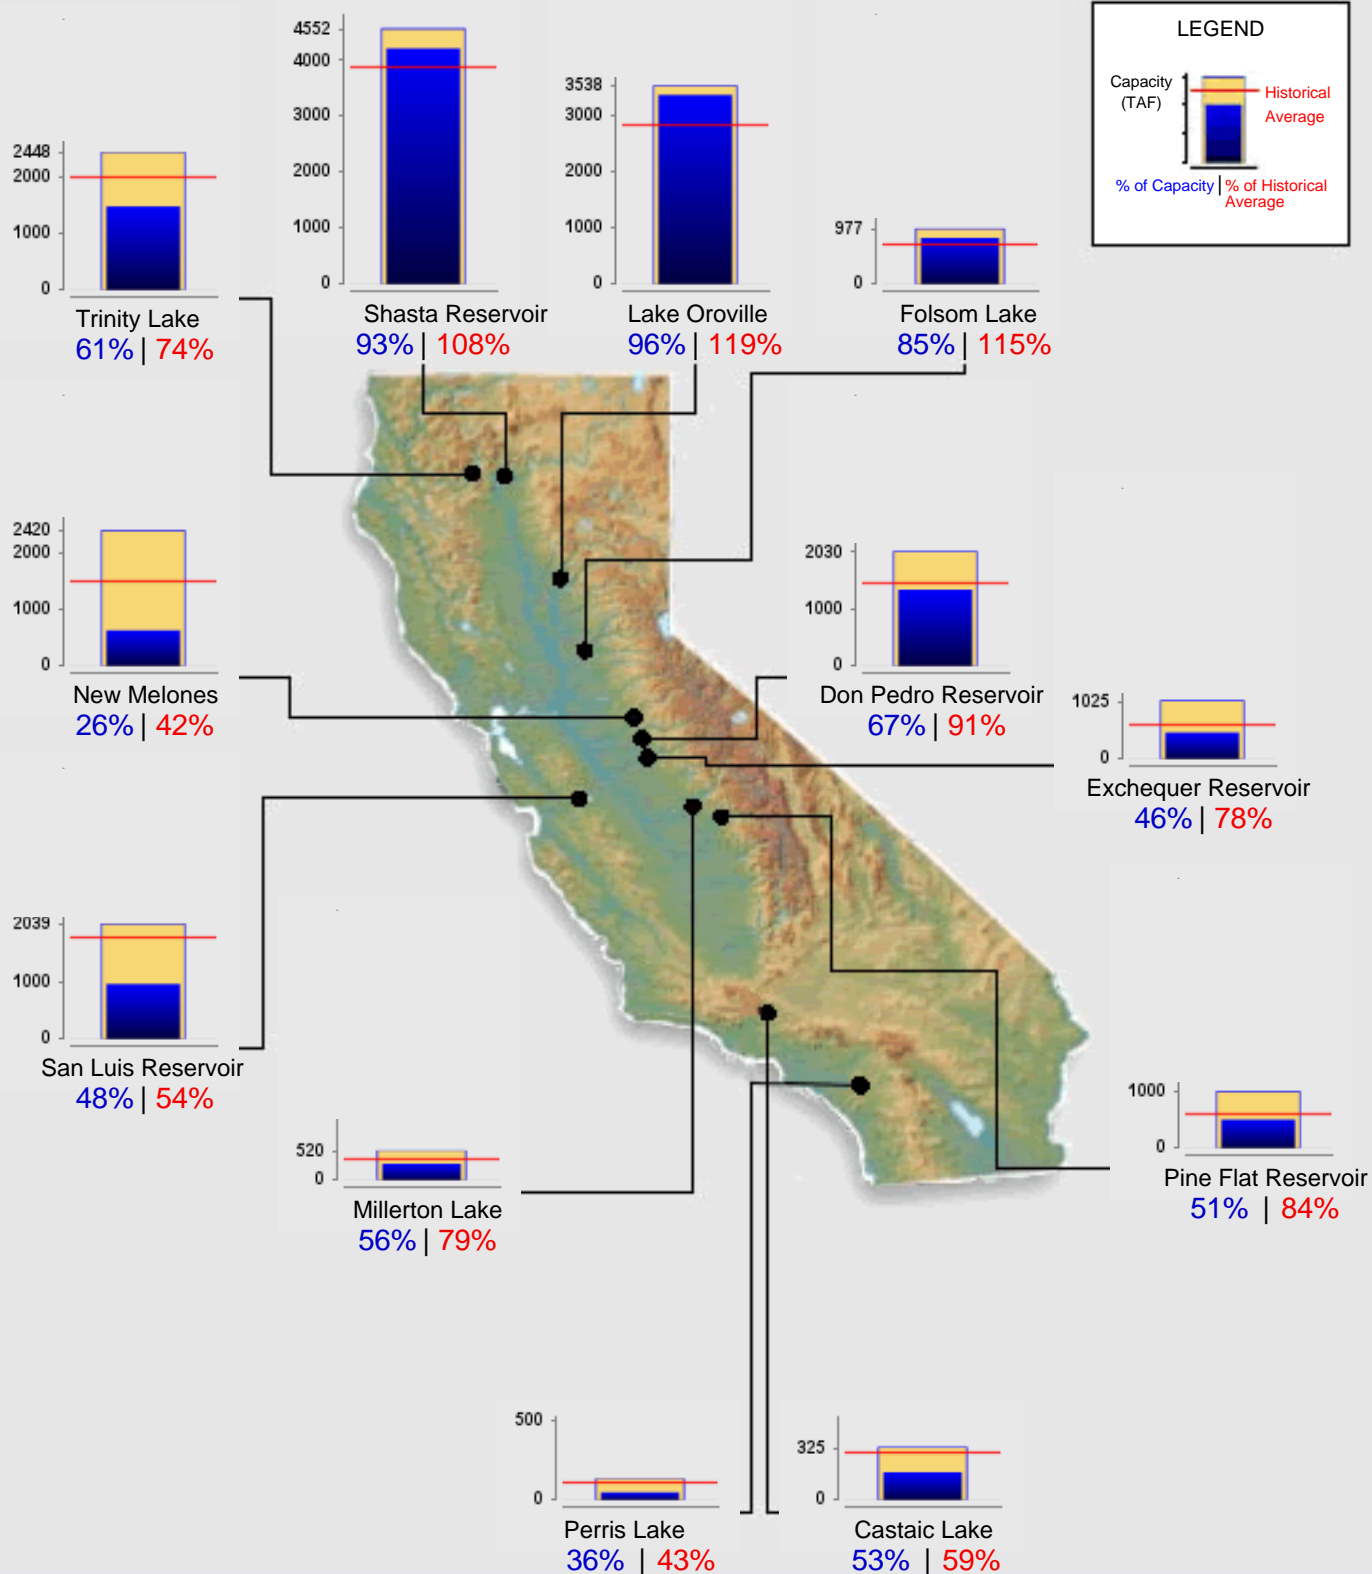 LEGEND
Capacity
(TAF)
Historical
Average
% of Capacity | % of Historical
Average
2448
2000
1000
0
Trinity Lake
61% | 74%
4552
4000
3000
2000
1000
0
Shasta Reservoir
93% | 108%
3538
3000
2000
1000
0
Lake Oroville
96% | 119%
977
0
Folsom Lake
85% | 115%
2420
2000
1000
0
New Melones
26% | 42%
2030
1000
0
Don Pedro Reservoir
67% | 91%
1025
0
Exchequer Reservoir
46% | 78%
2039
1000
0
San Luis Reservoir
48% | 54%
520
0
Millerton Lake
56% | 79%
1000
0
Pine Flat Reservoir
51% | 84%
500
0
Perris Lake
36% | 43%
325
0
Castaic Lake
53% | 59%